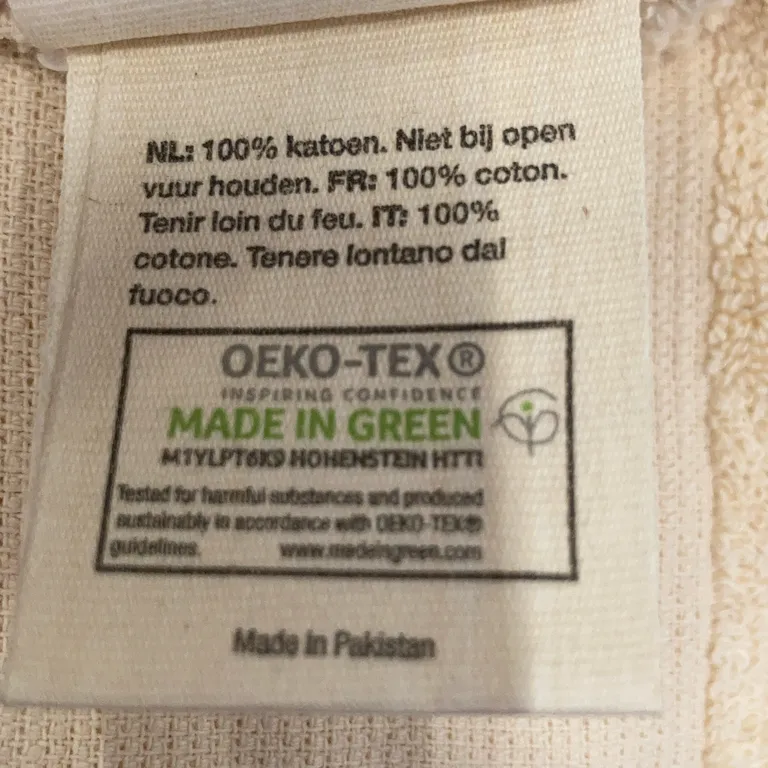 NL: 100% katoen. Niet bij open
vuur houden. FR: 100% coton.
Tenir loin du feu. IT: 100%
cotone. Tenere lontano dal
fuoco.
OEKO-TEX®
INSPIRING CONFIDENCE
MADE IN GREEN
M1YLPT6K9 HOHENSTEIN HTTI
Tested for harmful substances and produced
sustainably in accordance with OEKO-TEX®
guidelines. www.madeingreen.com
Made in Pakistan